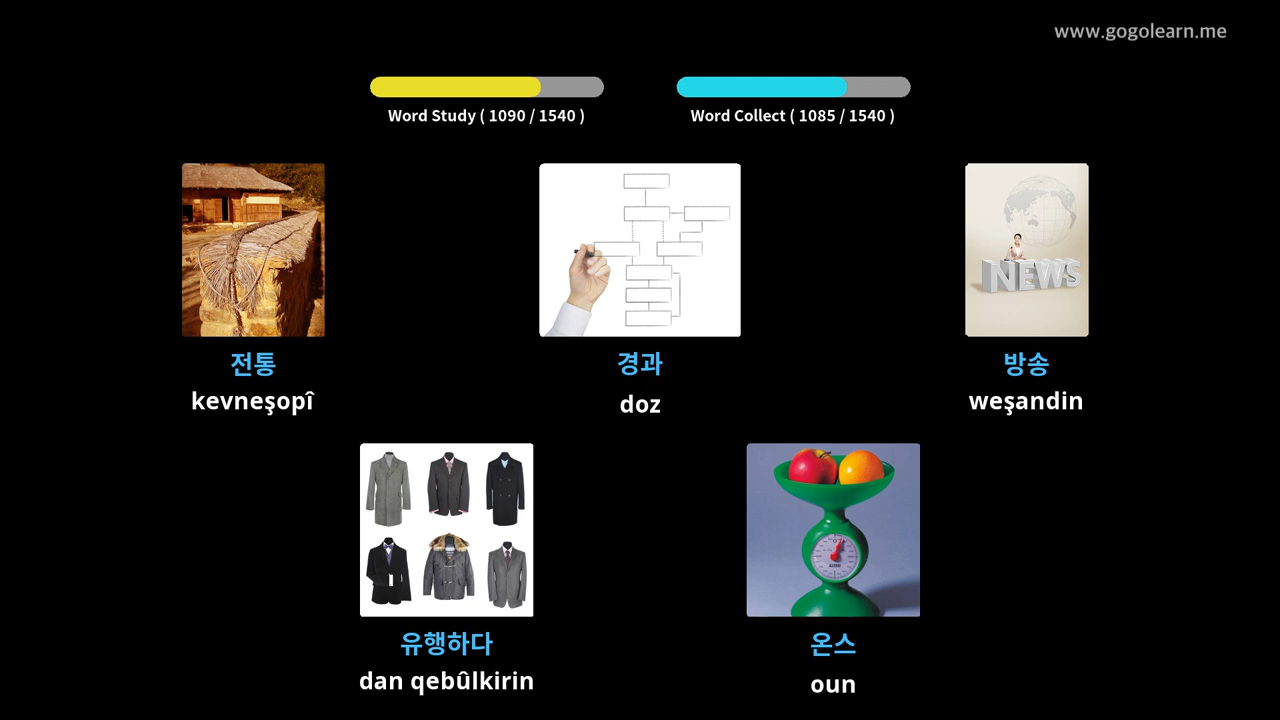 www.gogolearn.me
Word Study ( 1090 / 1540 )
Word Collect ( 1085 / 1540 )
NEWS
전통
kevneşopî
경과
doz
방송
weşandin
유행하다
dan qebûlkirin
온스
oun